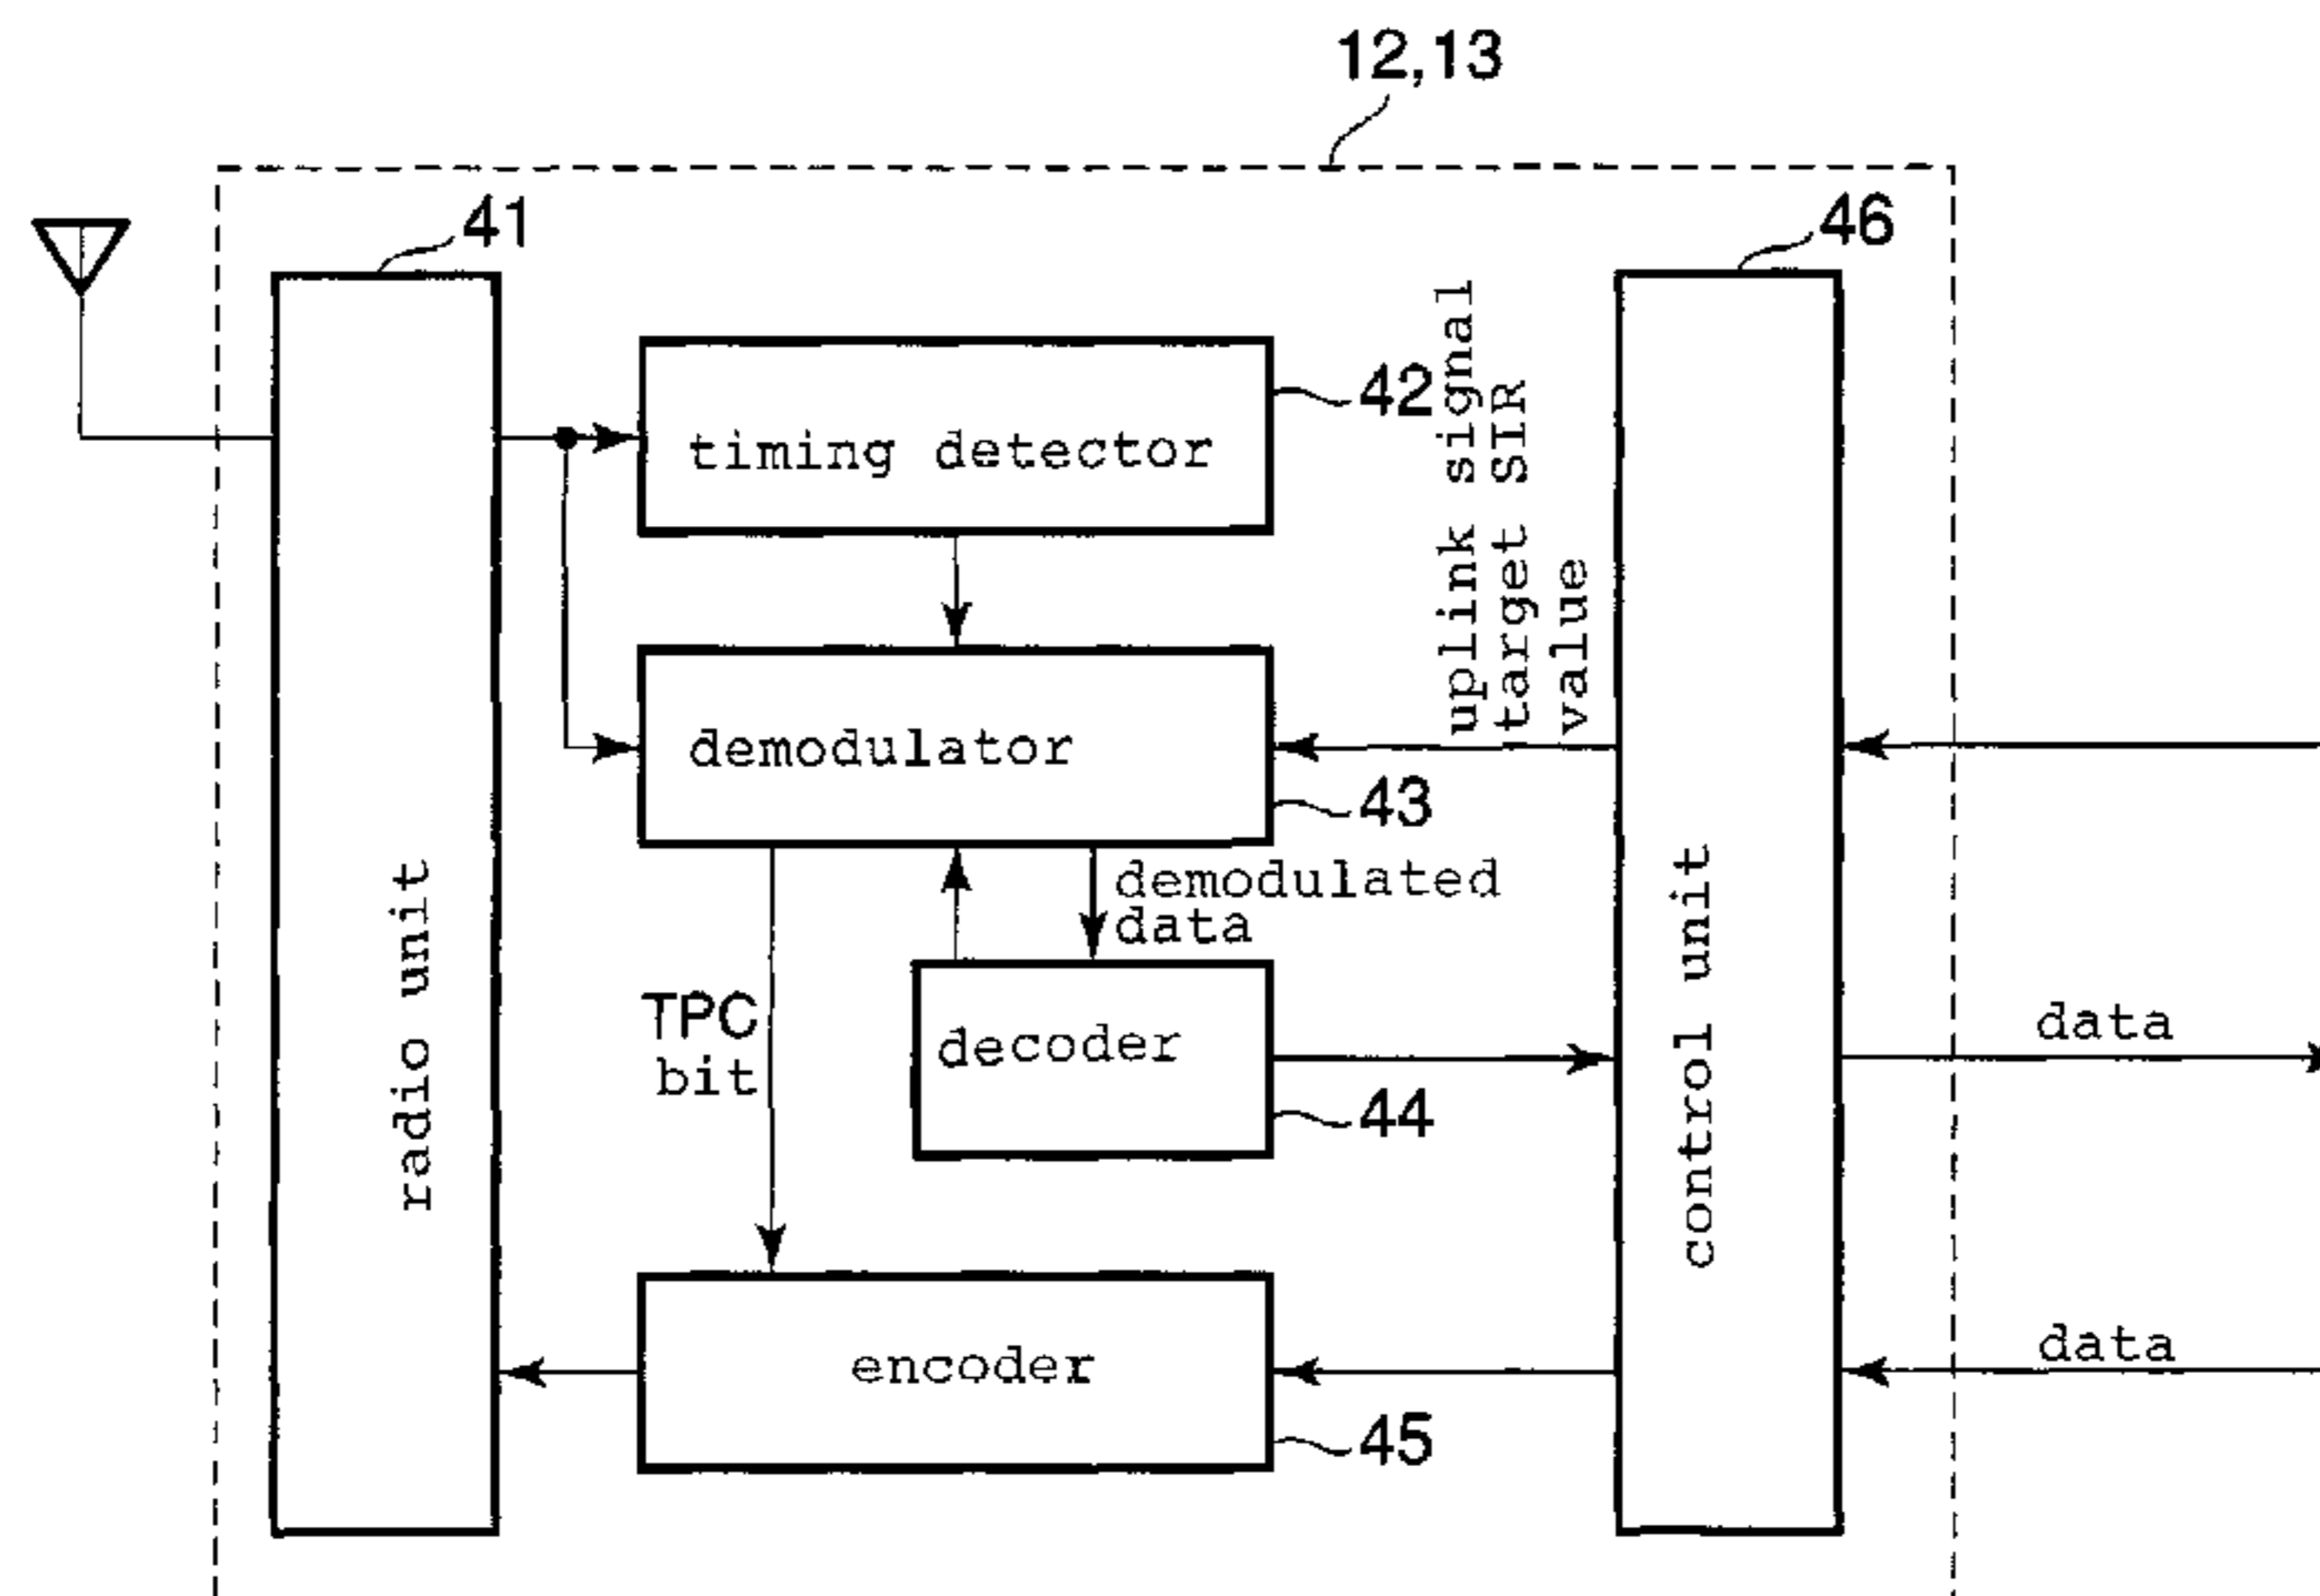 12,13
41
46
timing detector
42
uplink signal
target SIR
value
demodulator
43
demodulated
data
radio unit
TPC
bit
decoder
44
control unit
data
encoder
45
data